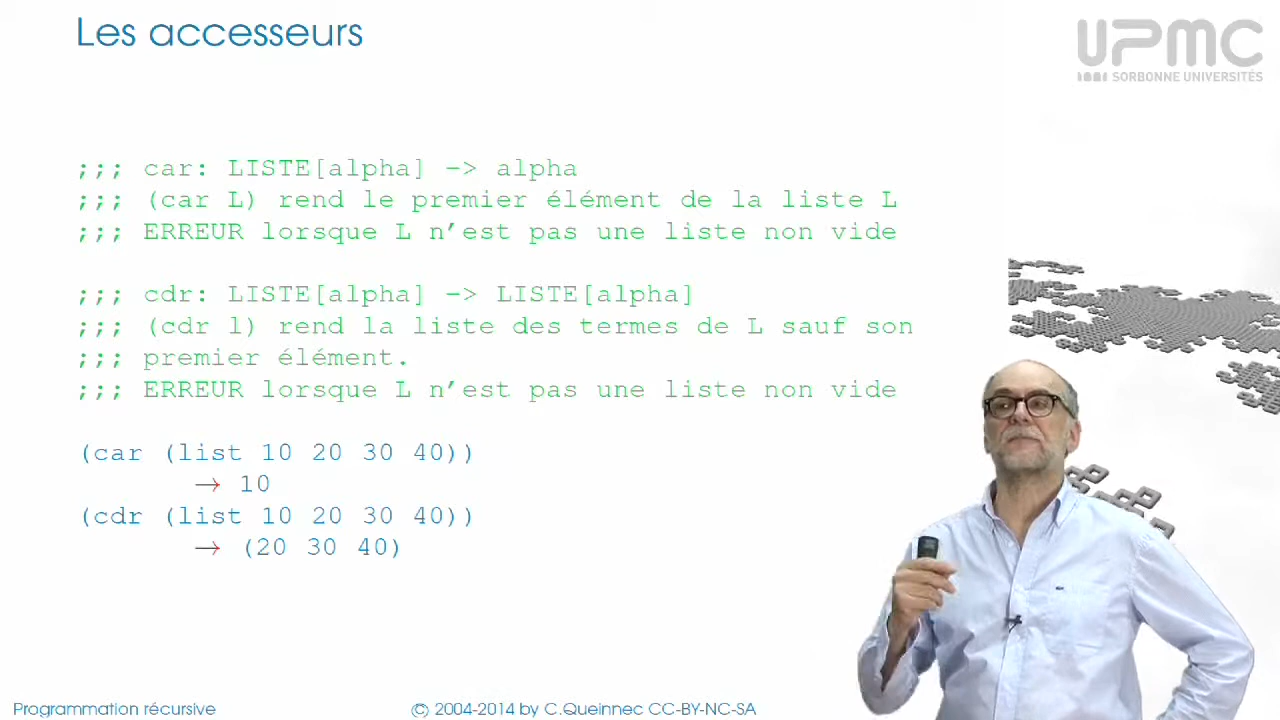 Les accesseurs
UPMC
SORBONNE UNIVERSITÉS
;;; car: LISTE[alpha] -> alpha
;;; (car L) rend le premier élément de la liste L
;;; ERREUR lorsque L n’est pas une liste non vide
;;; cdr: LISTE[alpha] -> LISTE[alpha]
;;; (cdr l) rend la liste des termes de L sauf son
;;; premier élément.
;;; ERREUR lorsque L n’est pas une liste non vide
(car (list 10 20 30 40))
→ 10
(cdr (list 10 20 30 40))
→ (20 30 40)
Programmation récursive
© 2004-2014 by C.Queinnec CC-BY-NC-SA